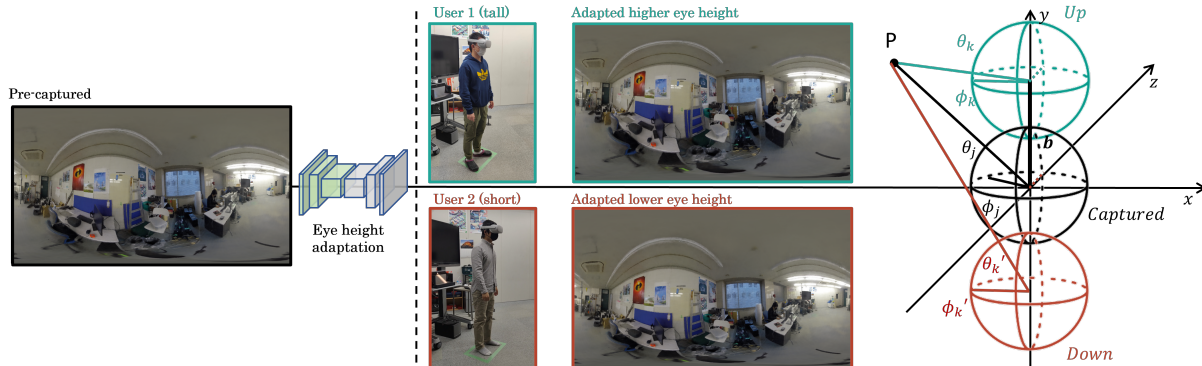 Pre-captured
Eye height
adaptation
User 1 (tall)
Adapted higher eye height
User 2 (short)
Adapted lower eye height
P
y
Up
θk
ϕk
z
b
θj
ϕj
x
Captured
θk′
ϕk′
Down